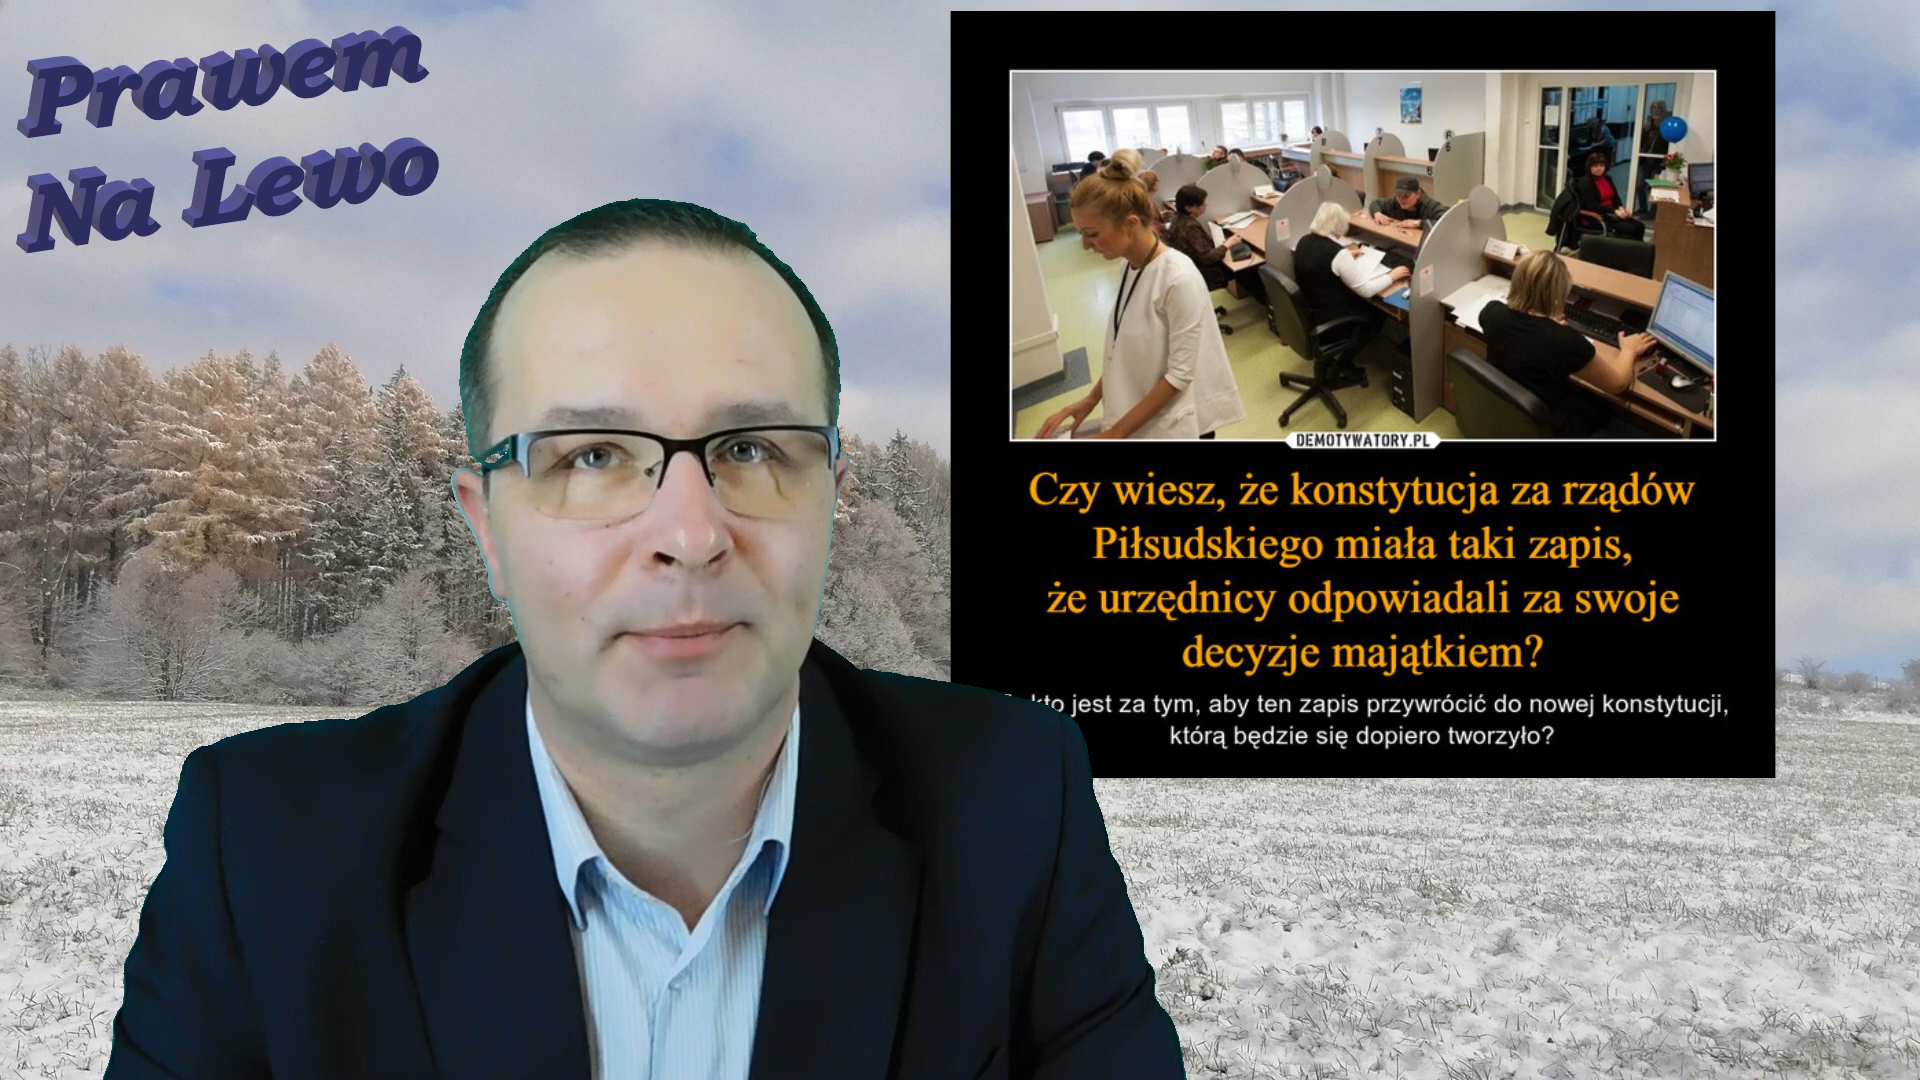 Prawem
Na Lewo
DEMOTYWATORY.PL
Czy wiesz, że konstytucja za rządów
Piłsudskiego miała taki zapis,
że urzędnicy odpowiadali za swoje
decyzje majątkiem?
kto jest za tym, aby ten zapis przywrócić do nowej konstytucji,
którą będzie się dopiero tworzyło?